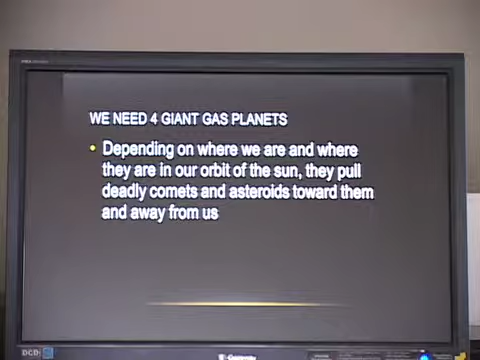 WE NEED 4 GIANT GAS PLANETS
• Depending on where we are and where
they are in our orbit of the sun, they pull
deadly comets and asteroids toward them
and away from us
Gateway